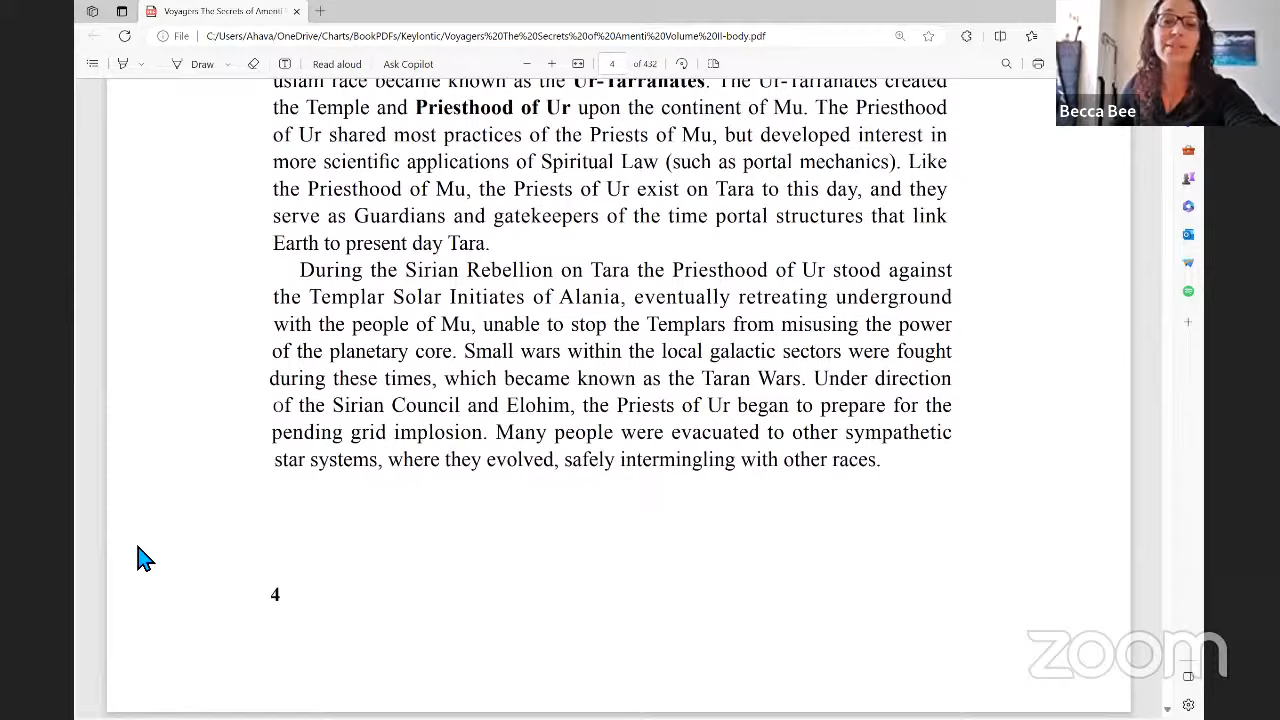 Voyagers The Secrets of Amenti V
File
C:/Users/Ahava/OneDrive/Charts/BookPDFs/Keylontic/Voyagers%20The%20Secrets%20of%20Amenti%20Volume%20II-body.pdf
Draw
Read aloud
Ask Copilot
4 of 432
Becca Bee
usian race became known as the Ur-Tarranates. The Ur-Tarranates created
the Temple and Priesthood of Ur upon the continent of Mu. The Priesthood
of Ur shared most practices of the Priests of Mu, but developed interest in
more scientific applications of Spiritual Law (such as portal mechanics). Like
the Priesthood of Mu, the Priests of Ur exist on Tara to this day, and they
serve as Guardians and gatekeepers of the time portal structures that link
Earth to present day Tara.
During the Sirian Rebellion on Tara the Priesthood of Ur stood against
the Templar Solar Initiates of Alania, eventually retreating underground
with the people of Mu, unable to stop the Templars from misusing the power
of the planetary core. Small wars within the local galactic sectors were fought
during these times, which became known as the Taran Wars. Under direction
of the Sirian Council and Elohim, the Priests of Ur began to prepare for the
pending grid implosion. Many people were evacuated to other sympathetic
star systems, where they evolved, safely intermingling with other races.
4
zoom